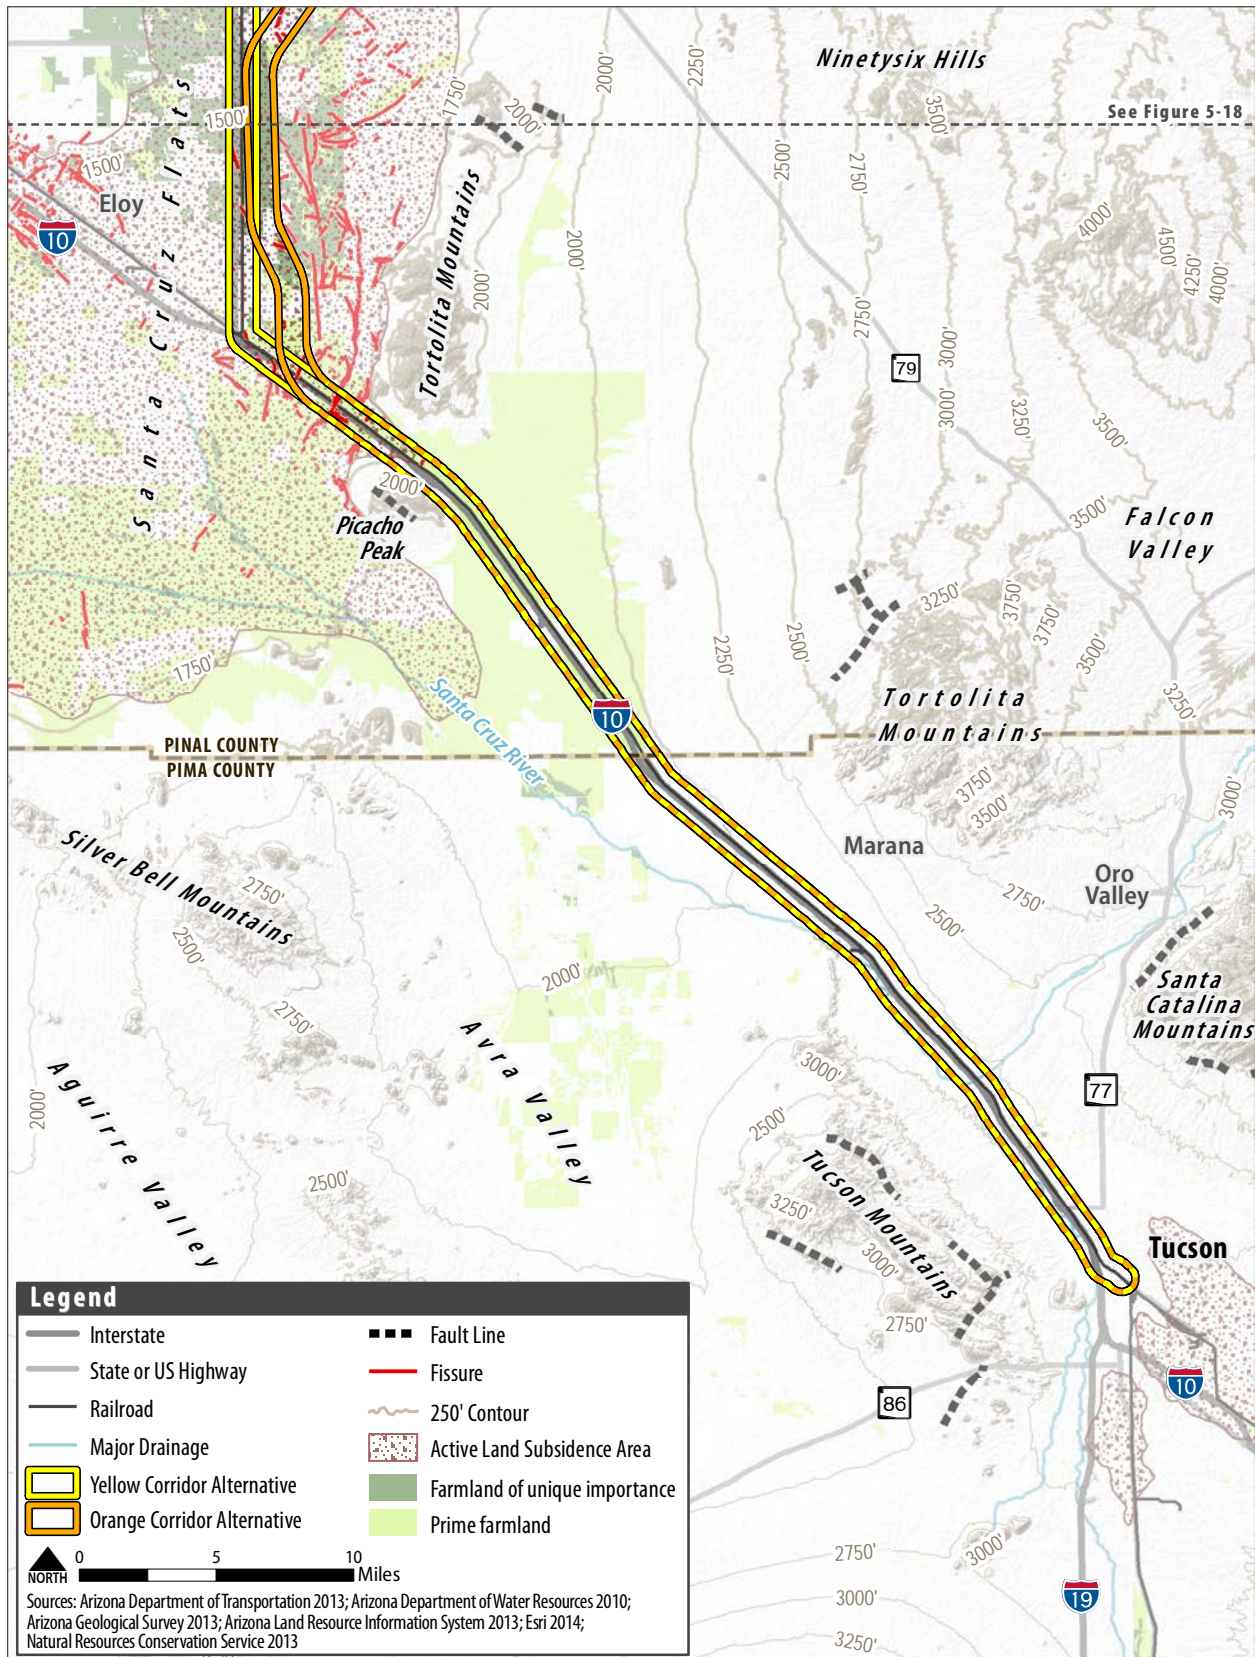 Ninetysix Hills
See Figure 5-18
2000'
2250'
1750'
2000'
3500'
1500'
1500'
2500'
2750'
Santa Cruz Flats
Eloy
10
Tortolita Mountains
2000'
2000'
4000'
4500'
4250'
4000'
2750'
3000'
79
3000'
3250'
3500'
2000'
Picacho
Peak
3500'
Falcon
Valley
3250'
3750'
3750'
3500'
2250'
2500'
1750'
Santa Cruz River
10
Tortolita
Mountains
3250'
PINAL COUNTY
PIMA COUNTY
3750'
3500'
3000'
Silver Bell Mountains
2750'
2500'
2750'
Marana
Oro
Valley
2750'
2500'
2000'
Santa
Catalina
Mountains
Avra Valley
Aguirre Valley
2000'
2500'
3000'
2500'
77
Tucson Mountains
3250'
3000'
2750'
Tucson
10
86
19
3000'
2750'
3000'
3250'
Legend
Interstate
State or US Highway
Railroad
Major Drainage
Yellow Corridor Alternative
Orange Corridor Alternative
Fault Line
Fissure
250' Contour
Active Land Subsidence Area
Farmland of unique importance
Prime farmland
NORTH
0 5 10
Miles
Sources: Arizona Department of Transportation 2013; Arizona Department of Water Resources 2010;
Arizona Geological Survey 2013; Arizona Land Resource Information System 2013; Esri 2014;
Natural Resources Conservation Service 2013